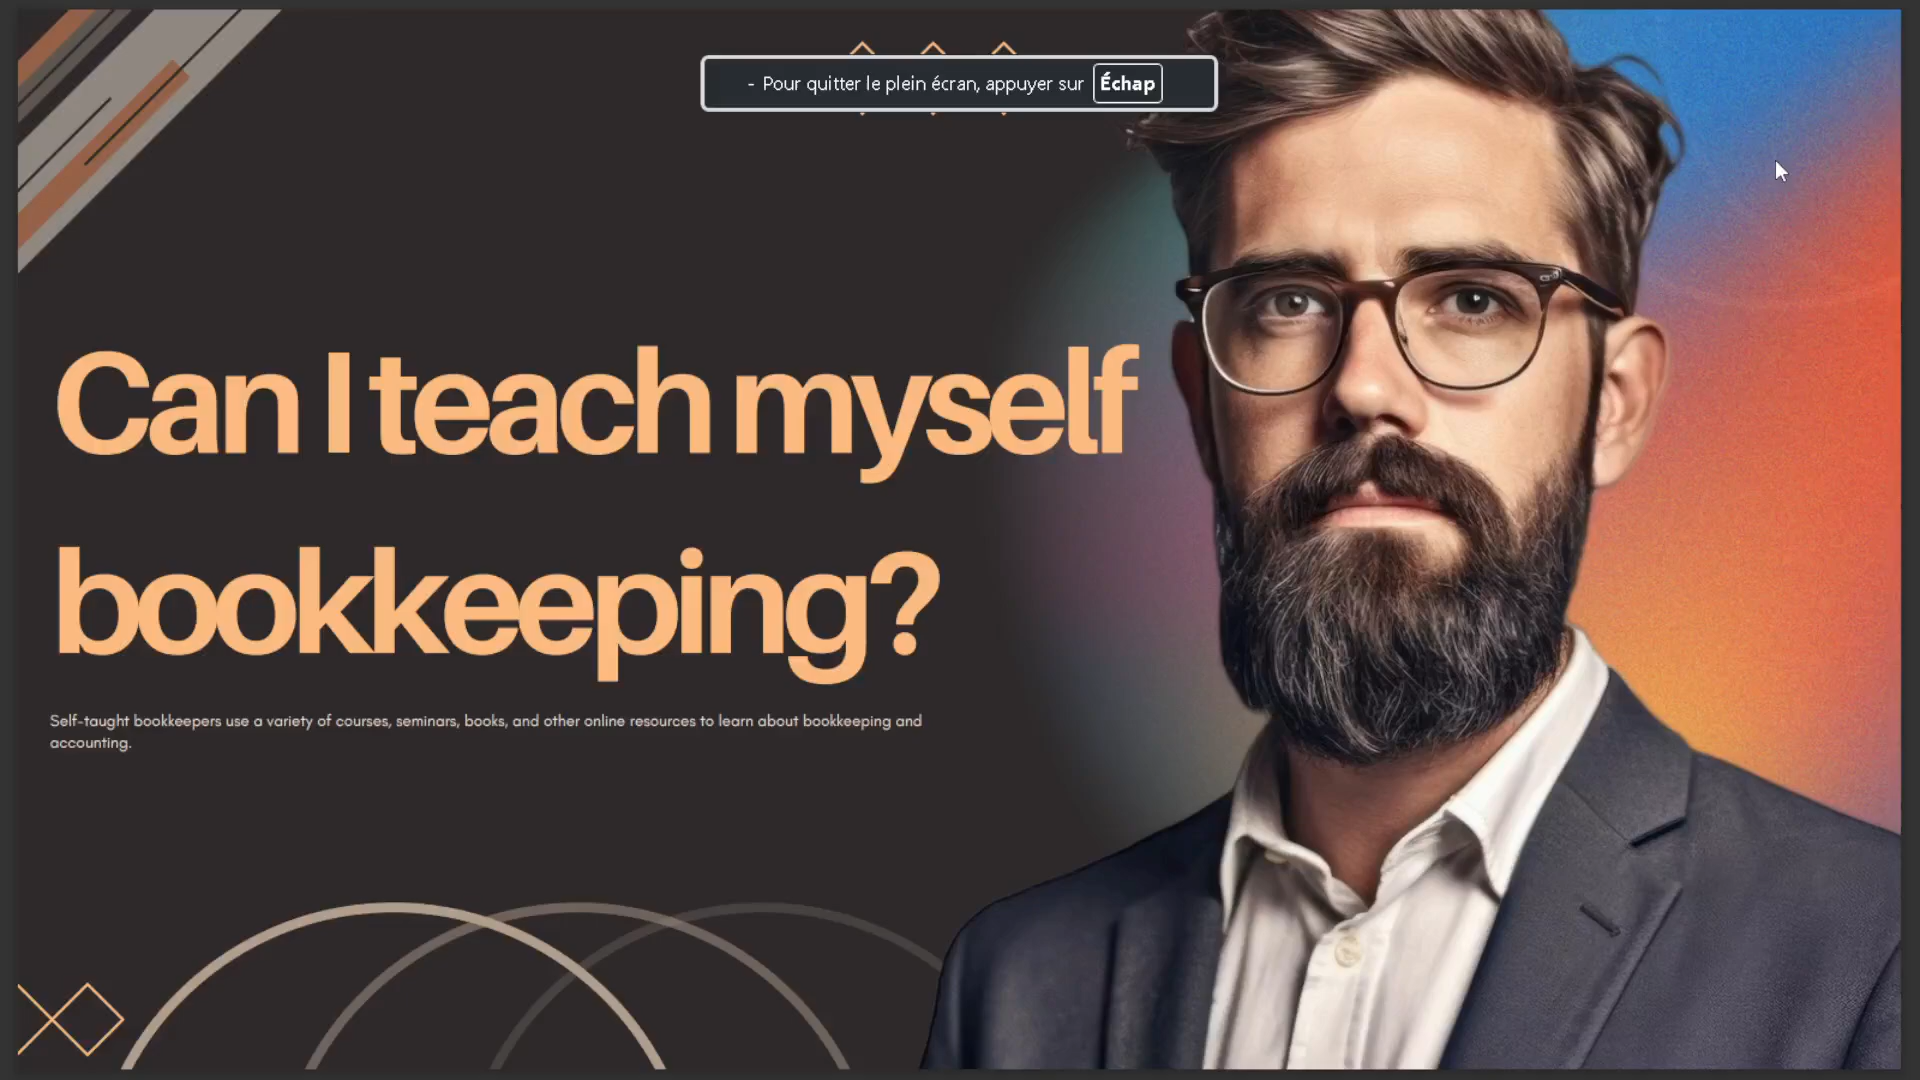 - Pour quitter le plein écran, appuyer sur Échap
Can I teach myself
bookkeeping?
Self-taught bookkeepers use a variety of courses, seminars, books, and other online resources to learn about bookkeeping and
accounting.